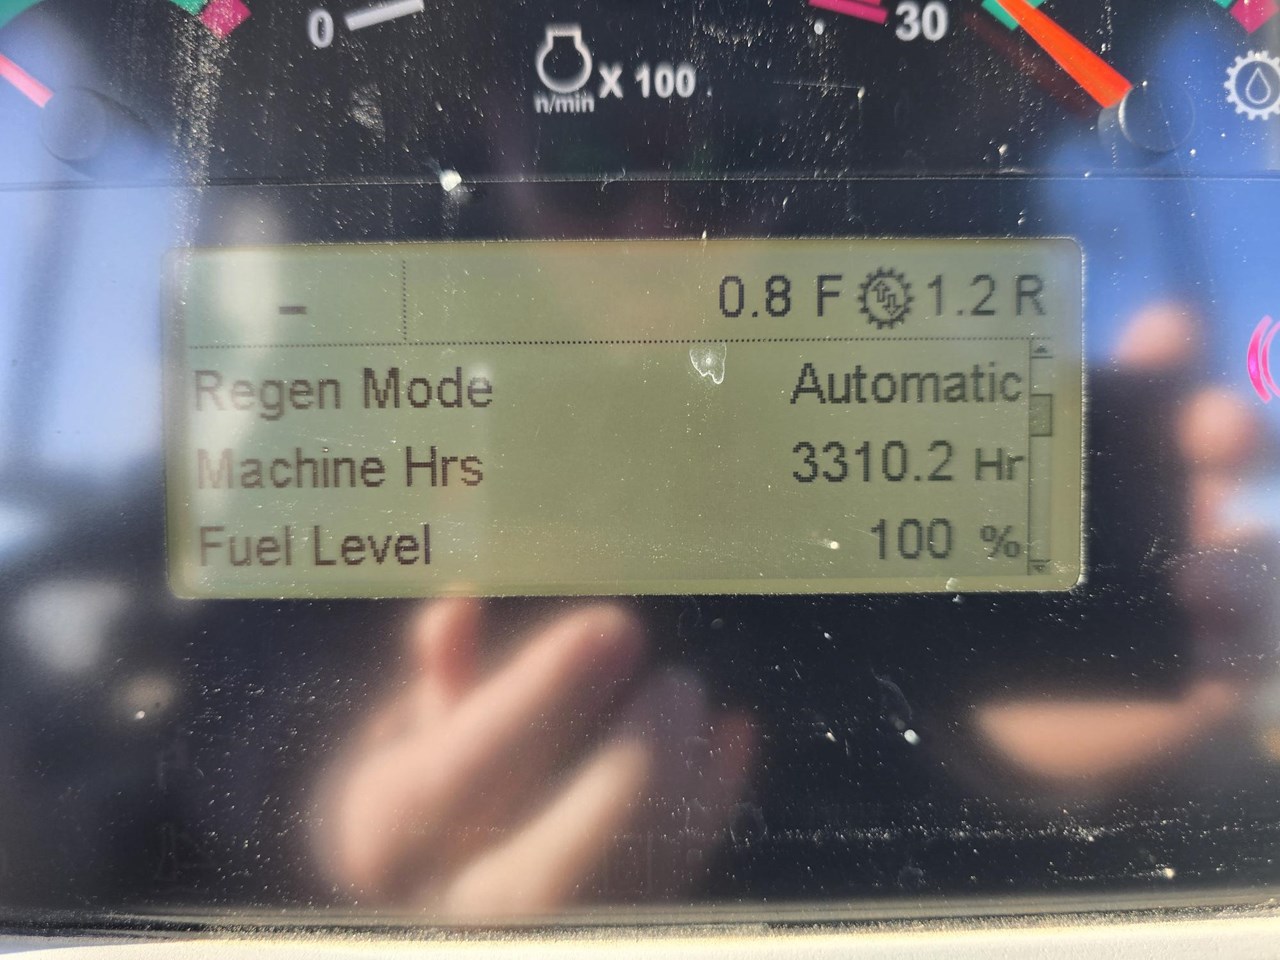 0
30
X 100
n/min
–
0.8 F 1.2 R
Regen Mode Automatic
Machine Hrs 3310.2 Hr
Fuel Level 100 %